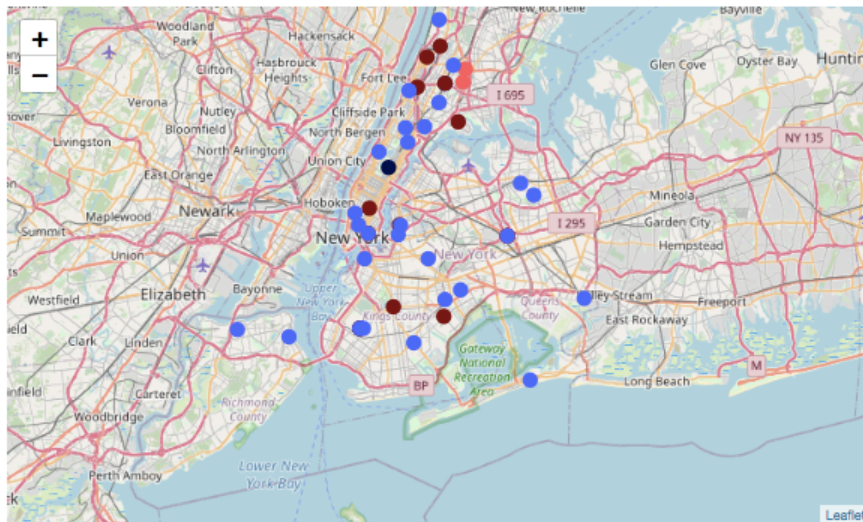 +
−
Woodland
Park
Hackensack
New Rochelle
Bayville
Hasbrouck
Heights
Clifton
Fort Lee
Glen Cove
Oyster Bay
Verona
Nutley
Cliffside Park
I 695
Livingston
Bloomfield
North Bergen
North Arlington
NY 135
East Orange
Union City
Maplewood
Newark
Hoboken
Mineola
Summit
I 295
Garden City
Union
New York
New York
Hempstead
Elizabeth
Bayonne
Upper
New York
Bay
Westfield
Kings County
Queens
County
Freeport
Clark
Linden
East Rockaway
Gateway
National
Recreation
Area
M
Carteret
BP
Long Beach
Richmond
County
Woodbridge
Lower New
York Bay
Perth Amboy